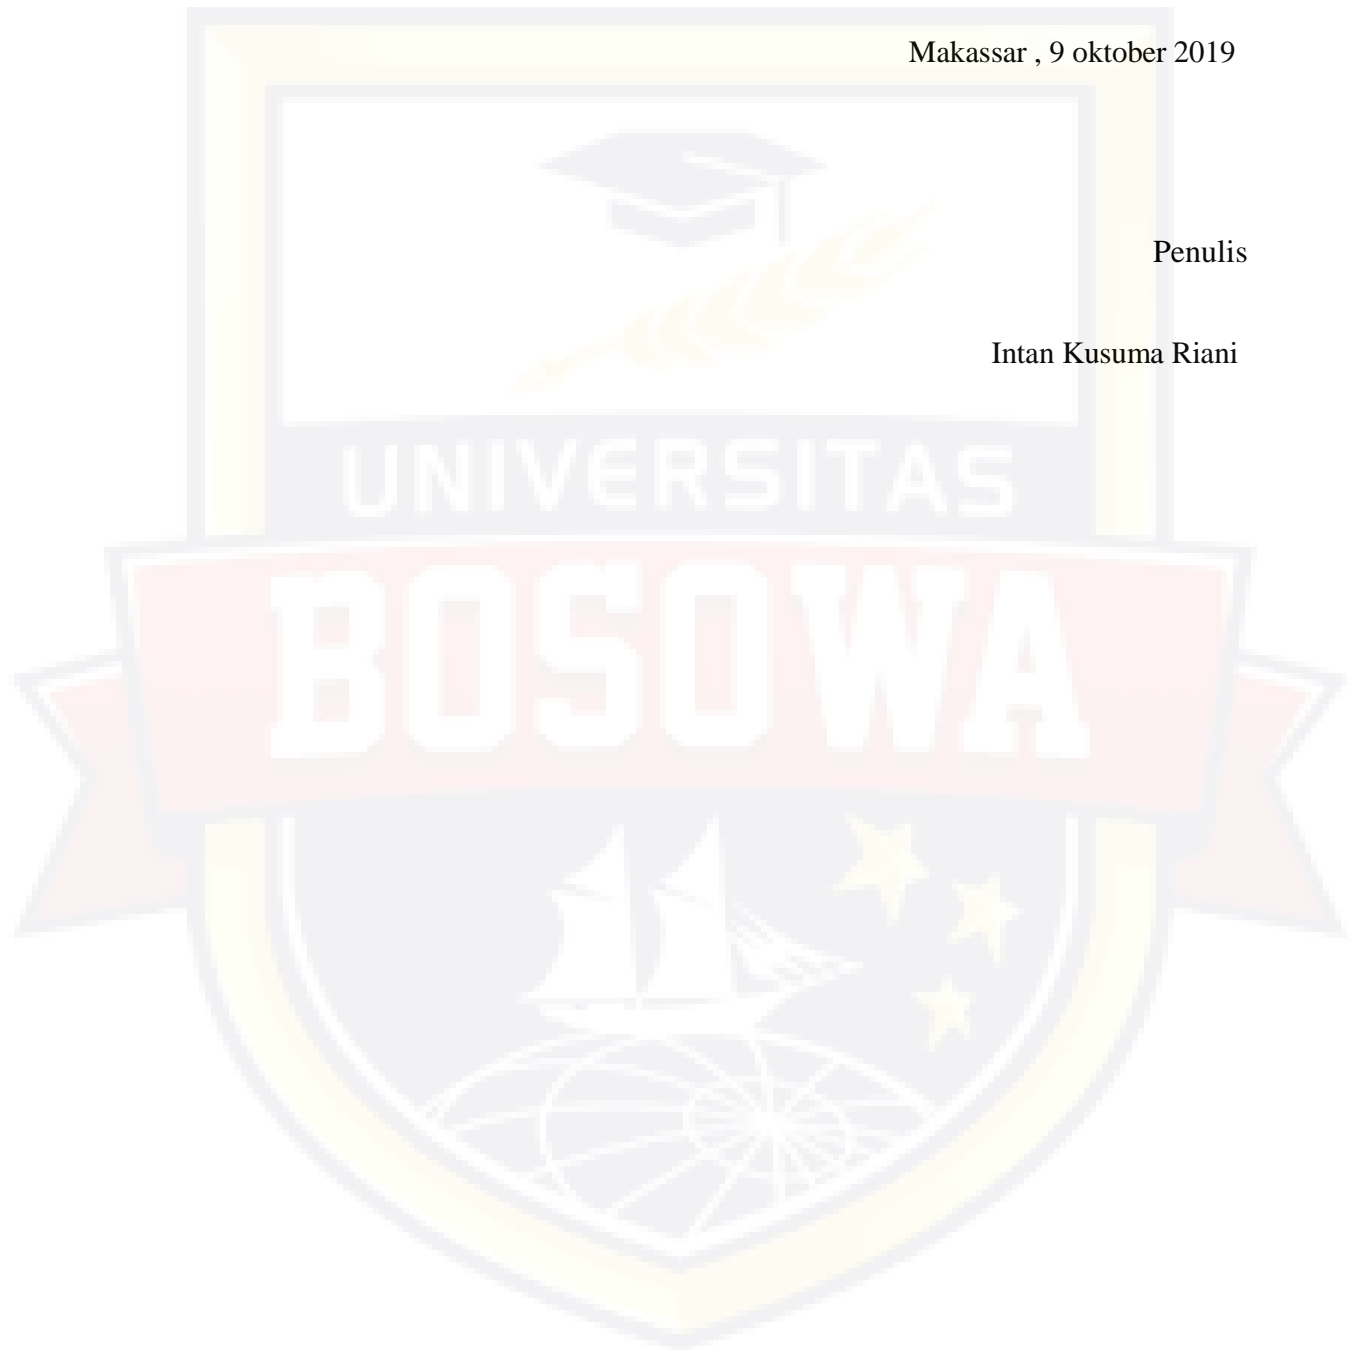 Makassar , 9 oktober 2019
Penulis
Intan Kusuma Riani
UNIVERSITAS
BOSOWA